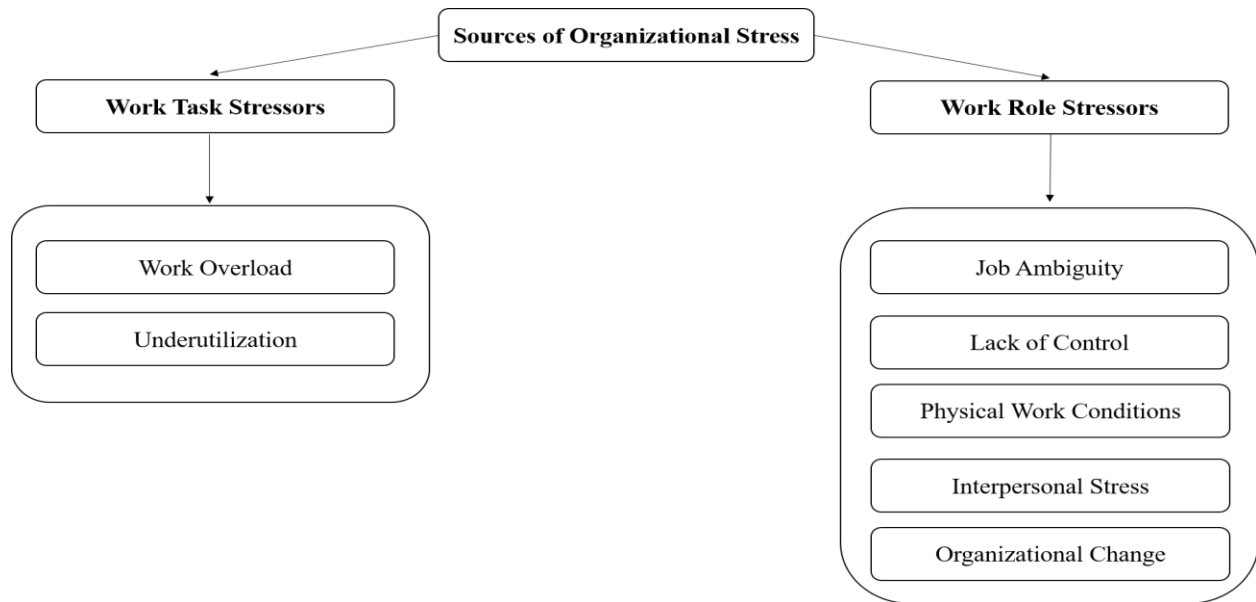 Sources of Organizational Stress
Work Task Stressors
Work Overload
Underutilization
Work Role Stressors
Job Ambiguity
Lack of Control
Physical Work Conditions
Interpersonal Stress
Organizational Change